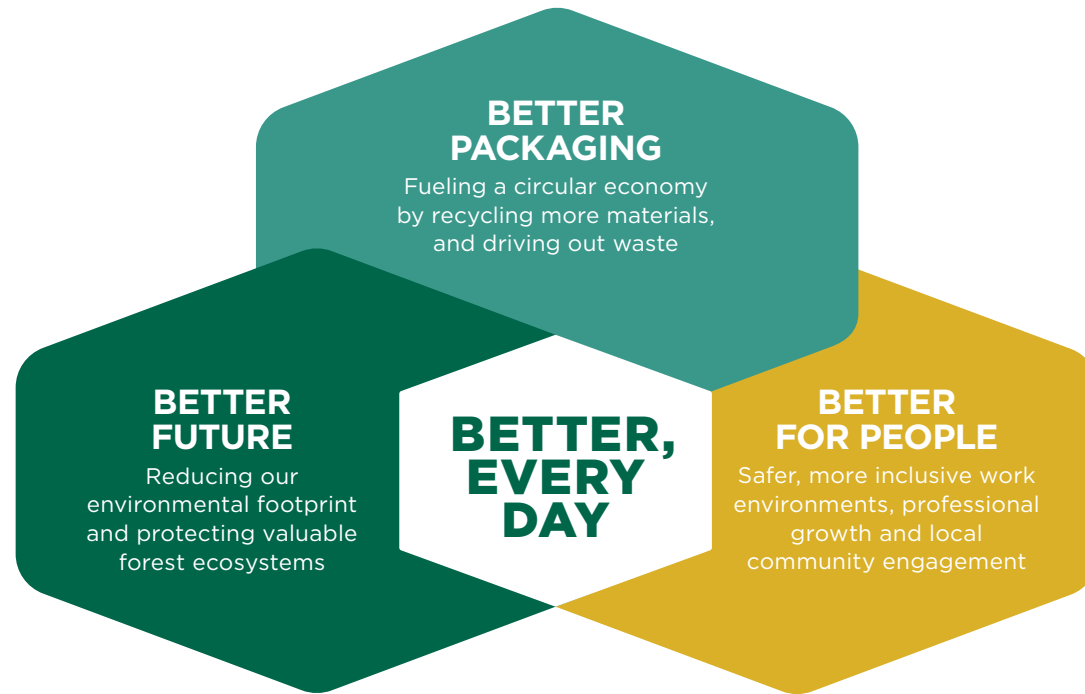 BETTER
PACKAGING
Fueling a circular economy
by recycling more materials,
and driving out waste
BETTER
FUTURE
Reducing our
environmental footprint
and protecting valuable
forest ecosystems
BETTER,
EVERY
DAY
BETTER
FOR PEOPLE
Safer, more inclusive work
environments, professional
growth and local
community engagement